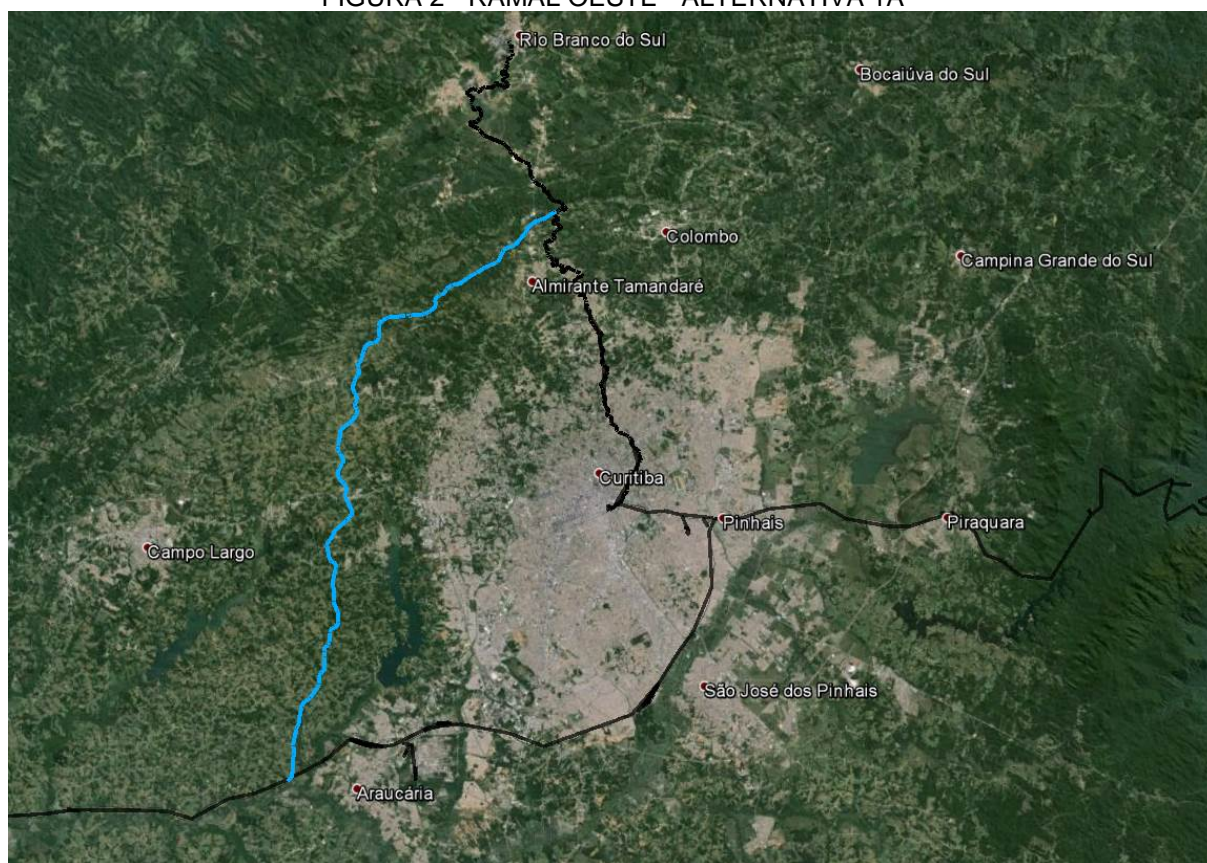 FIGURA 2 - RAMAL OESTE - ALTERNATIVA 1A
Rio Branco do Sul
Bocaiúva do Sul
Colombo
Campina Grande do Sul
Almirante Tamandaré
Curitiba
Pinhais
Piraquara
Campo Largo
São José dos Pinhais
Araucária